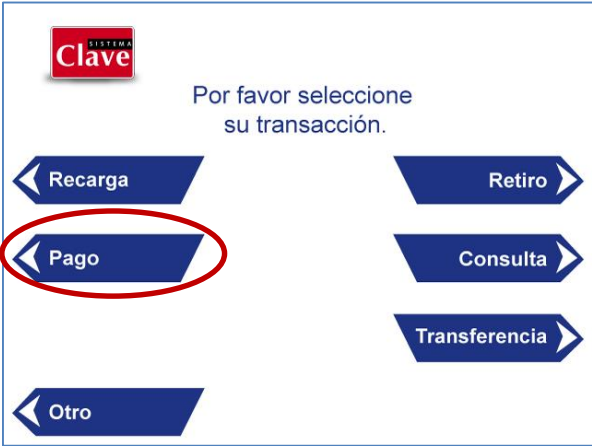 SISTEMA
Clave
Por favor seleccione
su transacción.
Recarga
Retiro
Pago
Consulta
Transferencia
Otro